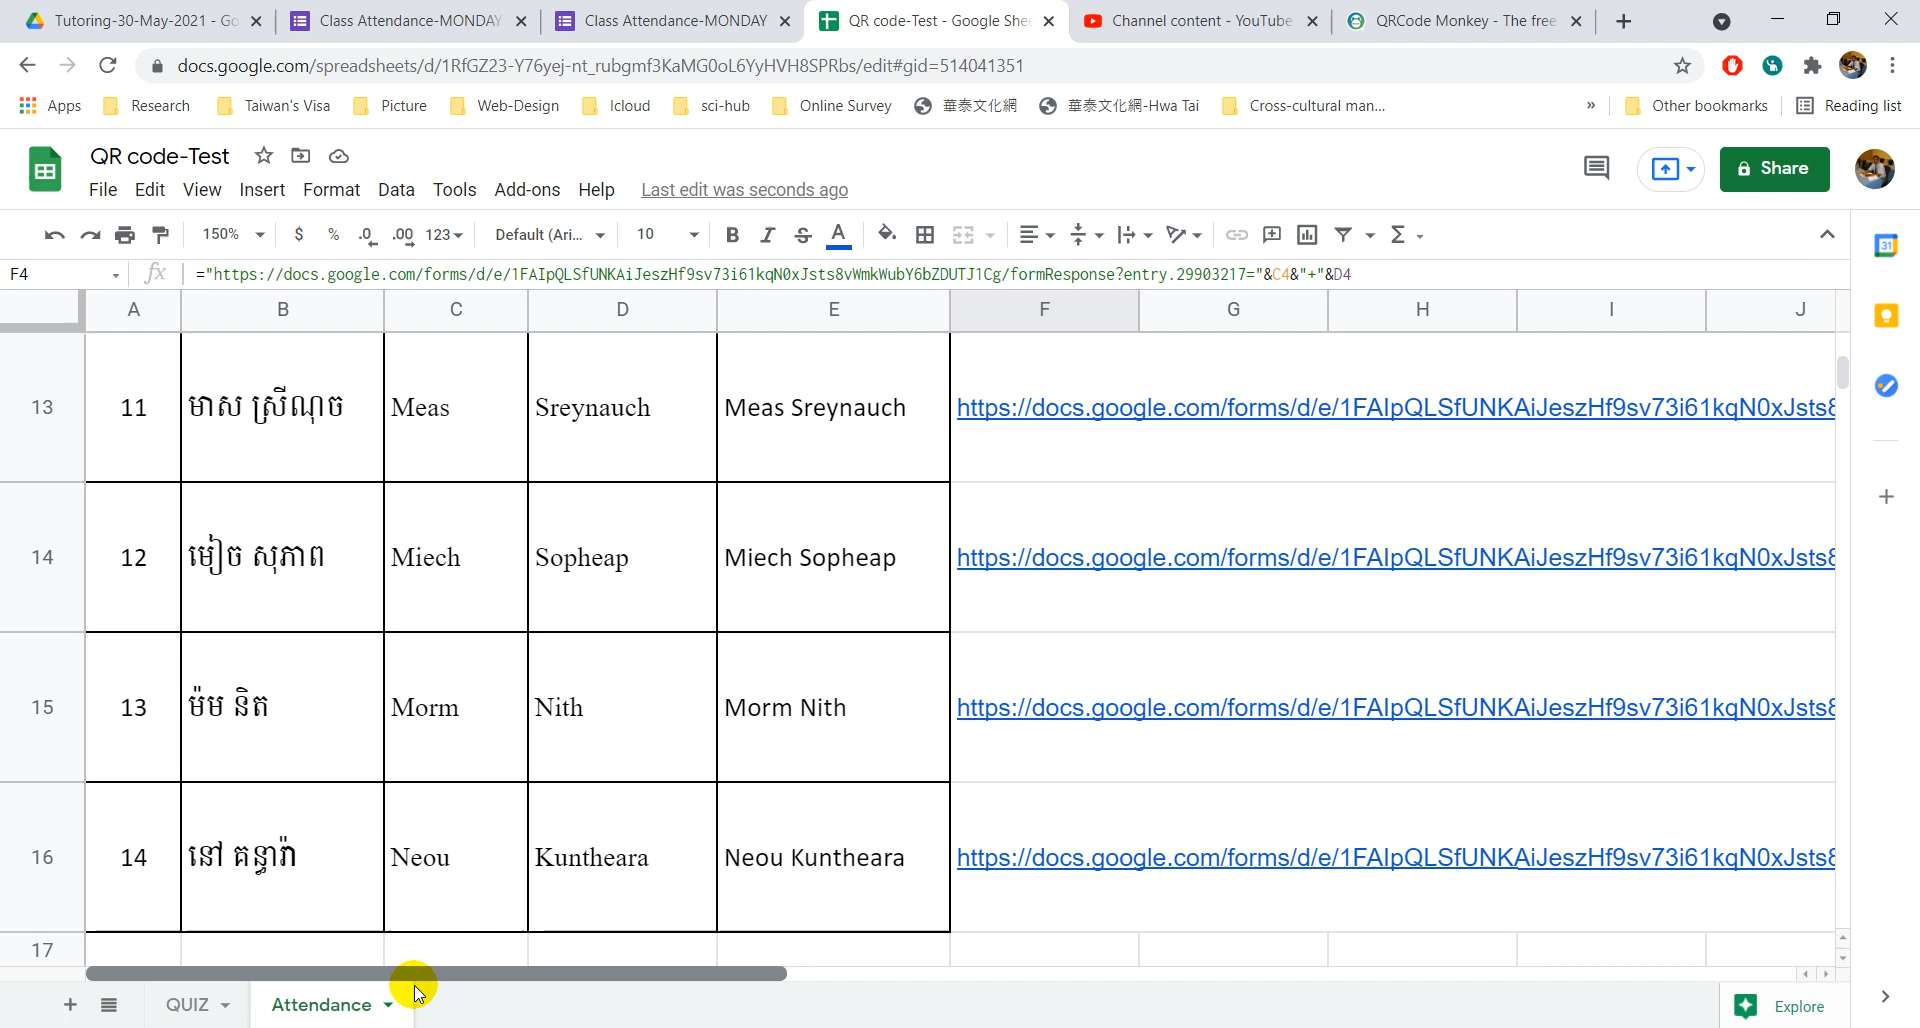 Tutoring-30-May-2021 - Go
Class Attendance-MONDAY
Class Attendance-MONDAY
QR code-Test - Google She
Channel content - YouTube
QRCode Monkey - The free
docs.google.com/spreadsheets/d/1RfGZ23-Y76yej-nt_rubgmf3KaMG0oL6YyHVH8SPRbs/edit#gid=514041351
Apps Research Taiwan's Visa Picture Web-Design Icloud sci-hub Online Survey 華泰文化網 華泰文化網-Hwa Tai Cross-cultural man... » Other bookmarks Reading list
QR code-Test
File Edit View Insert Format Data Tools Add-ons Help Last edit was seconds ago
Share
150% $ % .0 .00 123 Default (Ari... 10 B I S A
31
F4 fx ="https://docs.google.com/forms/d/e/1FAIpQLSfUNKAiJeszHf9sv73i61kqN0xJsts8vWmkWubY6bZDUTJ1Cg/formResponse?entry.29903217="&C4&"+"&D4
A B C D E F G H I J
13 11 មាស ស្រីណុច Meas Sreynauch Meas Sreynauch https://docs.google.com/forms/d/e/1FAIpQLSfUNKAiJeszHf9sv73i61kqN0xJsts8
14 12 មៀច សុភាព Miech Sopheap Miech Sopheap https://docs.google.com/forms/d/e/1FAIpQLSfUNKAiJeszHf9sv73i61kqN0xJsts8
15 13 ម៉ម និត Morm Nith Morm Nith https://docs.google.com/forms/d/e/1FAIpQLSfUNKAiJeszHf9sv73i61kqN0xJsts8
16 14 នៅ គន្ធារ៉ា Neou Kuntheara Neou Kuntheara https://docs.google.com/forms/d/e/1FAIpQLSfUNKAiJeszHf9sv73i61kqN0xJsts8
17
QUIZ Attendance Explore